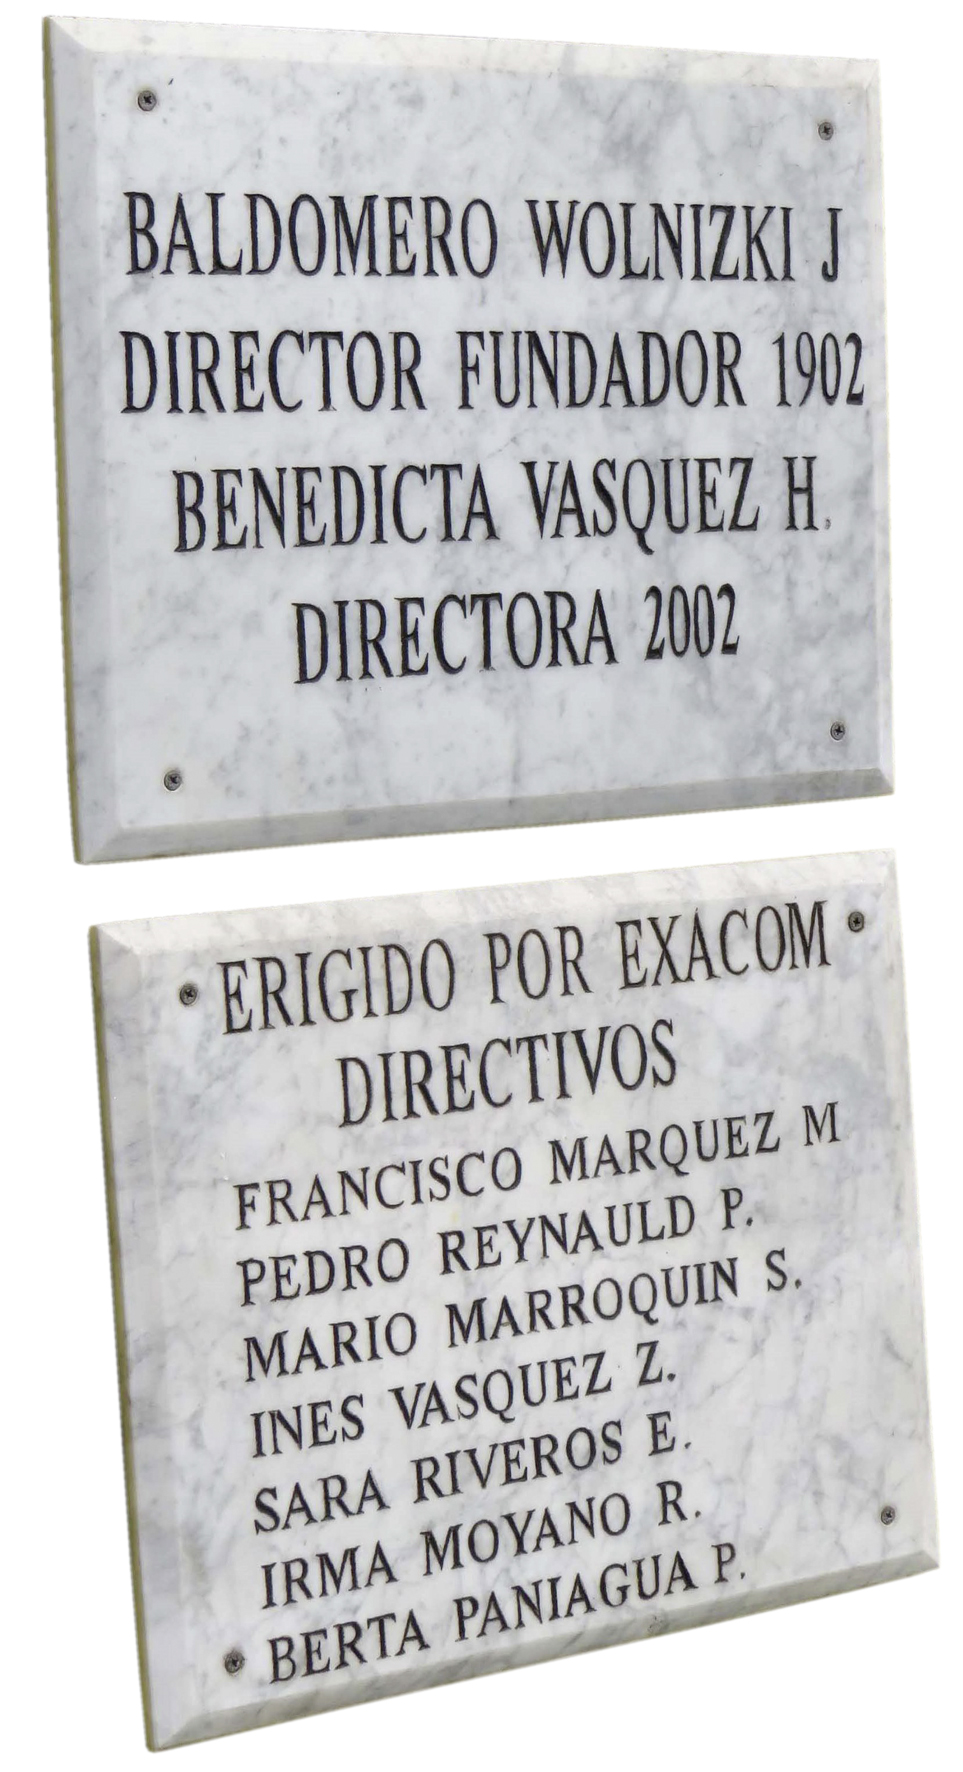 BALDOMERO WOLNIZKI J
DIRECTOR FUNDADOR 1902
BENEDICTA VASQUEZ H.
DIRECTORA 2002
ERIGIDO POR EXACOM
DIRECTIVOS
FRANCISCO MARQUEZ M
PEDRO REYNAULD P.
MARIO MARROQUIN S.
INES VASQUEZ Z.
SARA RIVEROS E.
IRMA MOYANO R.
BERTA PANIAGUA P.